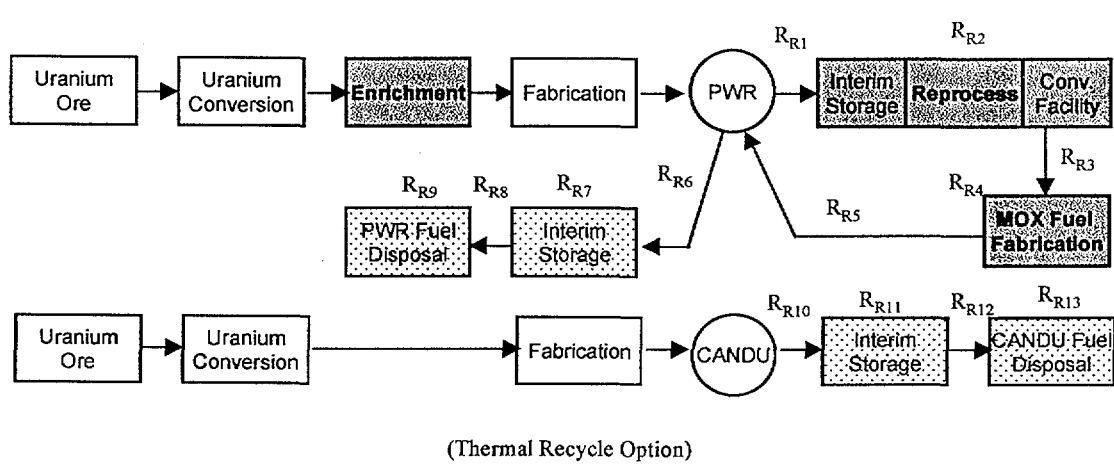 R_R1
R_R2
Uranium
Ore
Uranium
Conversion
Enrichment
Fabrication
PWR
Interim
Storage
Reprocess
Conv.
Facility
R_R3
R_R4
MOX Fuel
Fabrication
R_R5
R_R6
R_R7
R_R8
R_R9
PWR Fuel
Disposal
Interim
Storage
Uranium
Ore
Uranium
Conversion
Fabrication
CANDU
R_R10
R_R11
R_R12
R_R13
Interim
Storage
CANDU Fuel
Disposal
(Thermal Recycle Option)